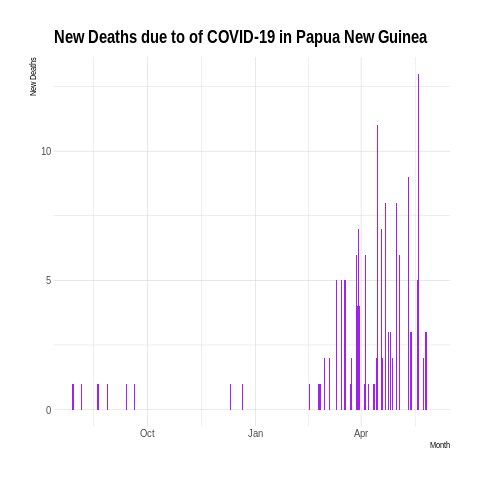 New Deaths due to of COVID-19 in Papua New Guinea
New Deaths
10
5
0
Oct
Jan
Apr
Month